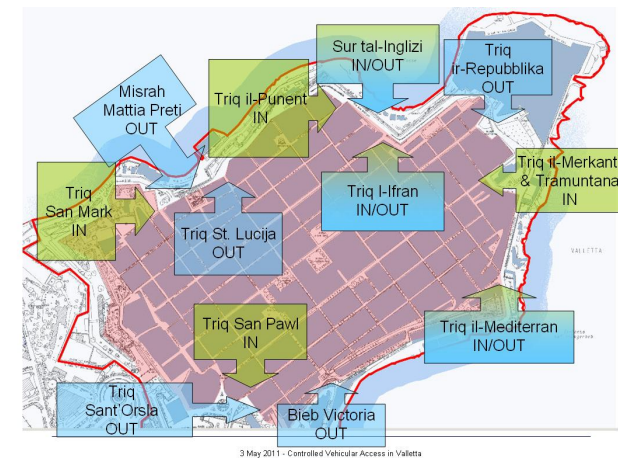 Sur tal-Inglizi
IN/OUT
Triq
ir-Repubblika
OUT
Misrah
Mattia Preti
OUT
Triq il-Punent
IN
Triq il-Merkant
& Tramuntana
IN
Triq
San Mark
IN
Triq l-Ifran
IN/OUT
Triq St. Lucija
OUT
VALLETTA
Triq San Pawl
IN
Triq il-Mediterran
IN/OUT
Triq
Sant'Orsla
OUT
Bieb Victoria
OUT
3 May 2011 - Controlled Vehicular Access in Valletta